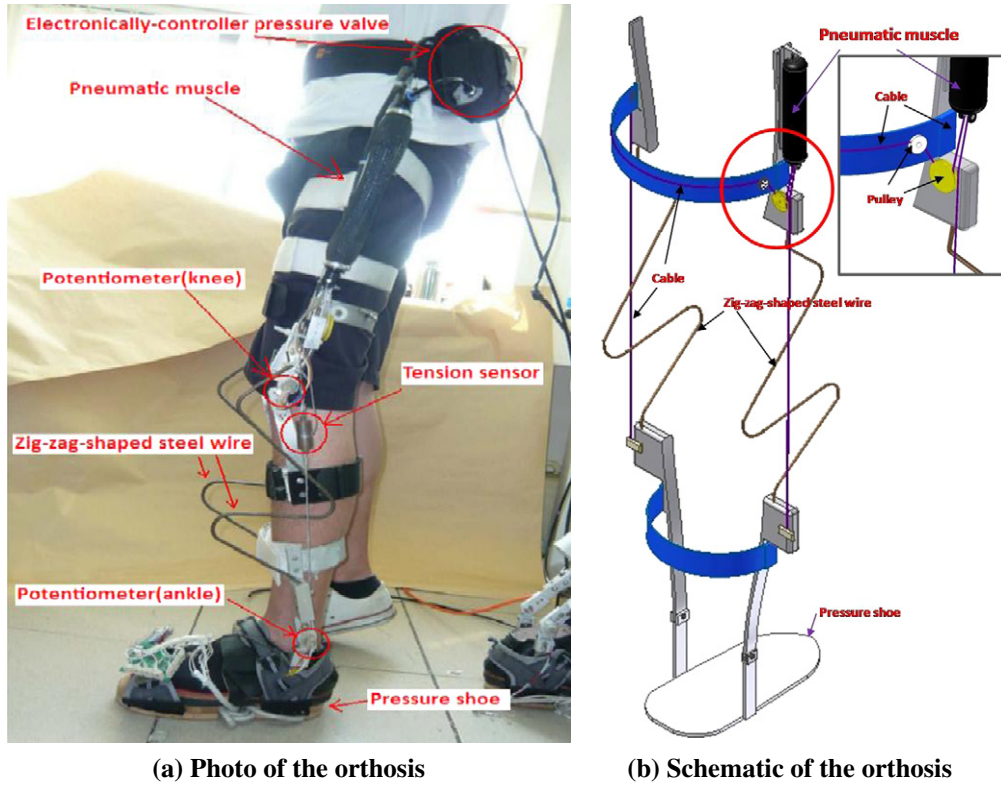 Electronically-controller pressure valve
Pneumatic muscle
Potentiometer(knee)
Tension sensor
Zig-zag-shaped steel wire
Potentiometer(ankle)
Pressure shoe
(a) Photo of the orthosis
Pneumatic muscle
Cable
Pulley
Cable
Zig-zag-shaped steel wire
Pressure shoe
(b) Schematic of the orthosis